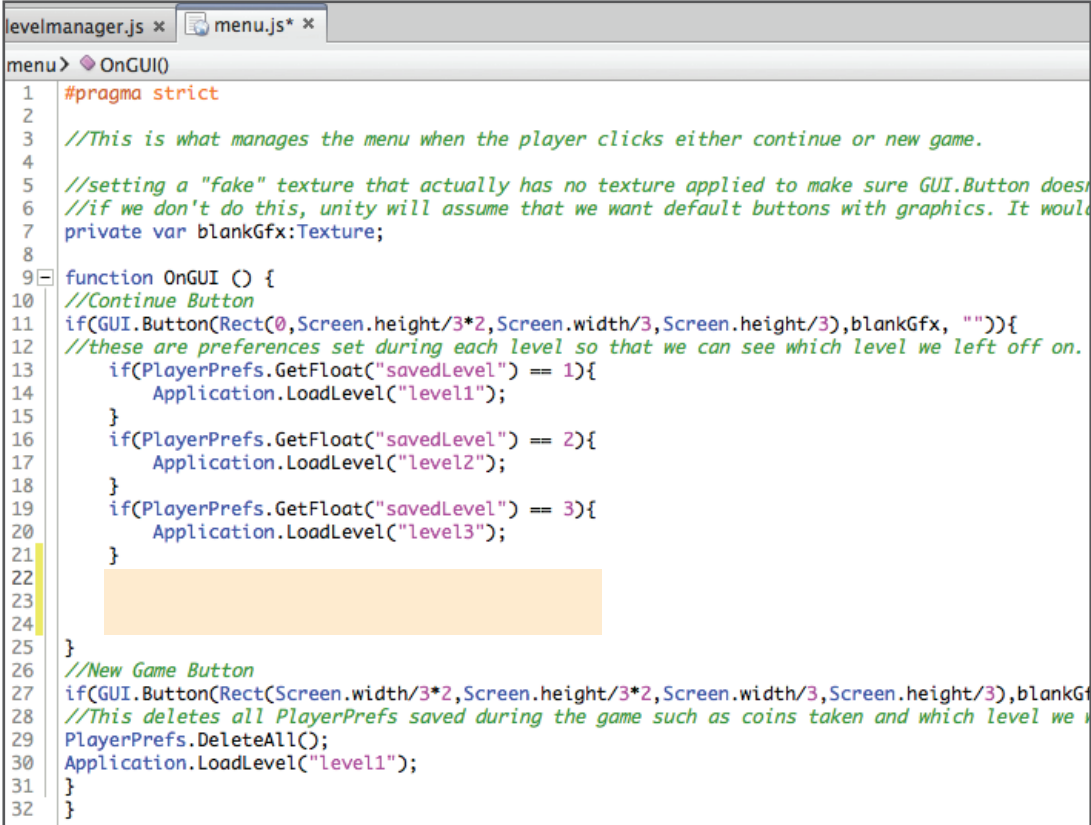 levelmanager.js × menu.js* ×
menu› OnGUI()
1 #pragma strict
2
3 //This is what manages the menu when the player clicks either continue or new game.
4
5 //setting a "fake" texture that actually has no texture applied to make sure GUI.Button
6 //if we don't do this, unity will assume that we want default buttons with graphics. It
7 private var blankGfx:Texture;
8
9 function OnGUI () {
10 //Continue Button
11 if(GUI.Button(Rect(0,Screen.height/3*2,Screen.width/3,Screen.height/3),blankGfx, "")){
12 //these are preferences set during each level so that we can see which level we left off on.
13 if(PlayerPrefs.GetFloat("savedLevel") == 1){
14 Application.LoadLevel("level1");
15 }
16 if(PlayerPrefs.GetFloat("savedLevel") == 2){
17 Application.LoadLevel("level2");
18 }
19 if(PlayerPrefs.GetFloat("savedLevel") == 3){
20 Application.LoadLevel("level3");
21 }
22
23
24
25 }
26 //New Game Button
27 if(GUI.Button(Rect(Screen.width/3*2,Screen.height/3*2,Screen.width/3,Screen.height/3),
28 //This deletes all PlayerPrefs saved during the game such as coins taken and which level we
29 PlayerPrefs.DeleteAll();
30 Application.LoadLevel("level1");
31 }
32 }